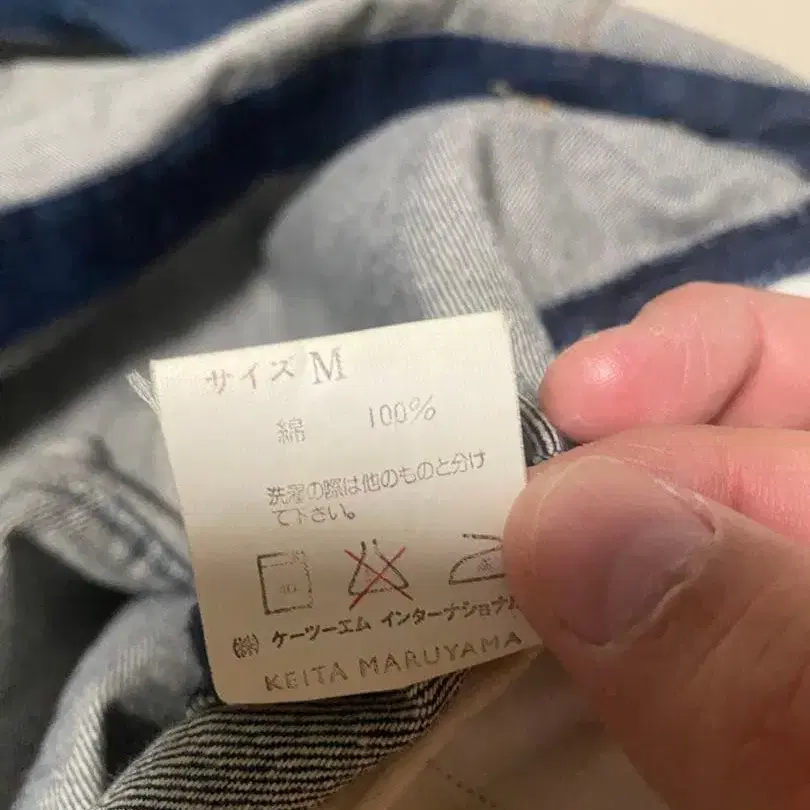 サイズ M
綿 100%
洗濯の際は他のものと分け
て下さい。
40
㈱ ケーツーエム インターナショナル
KEITA MARUYAMA